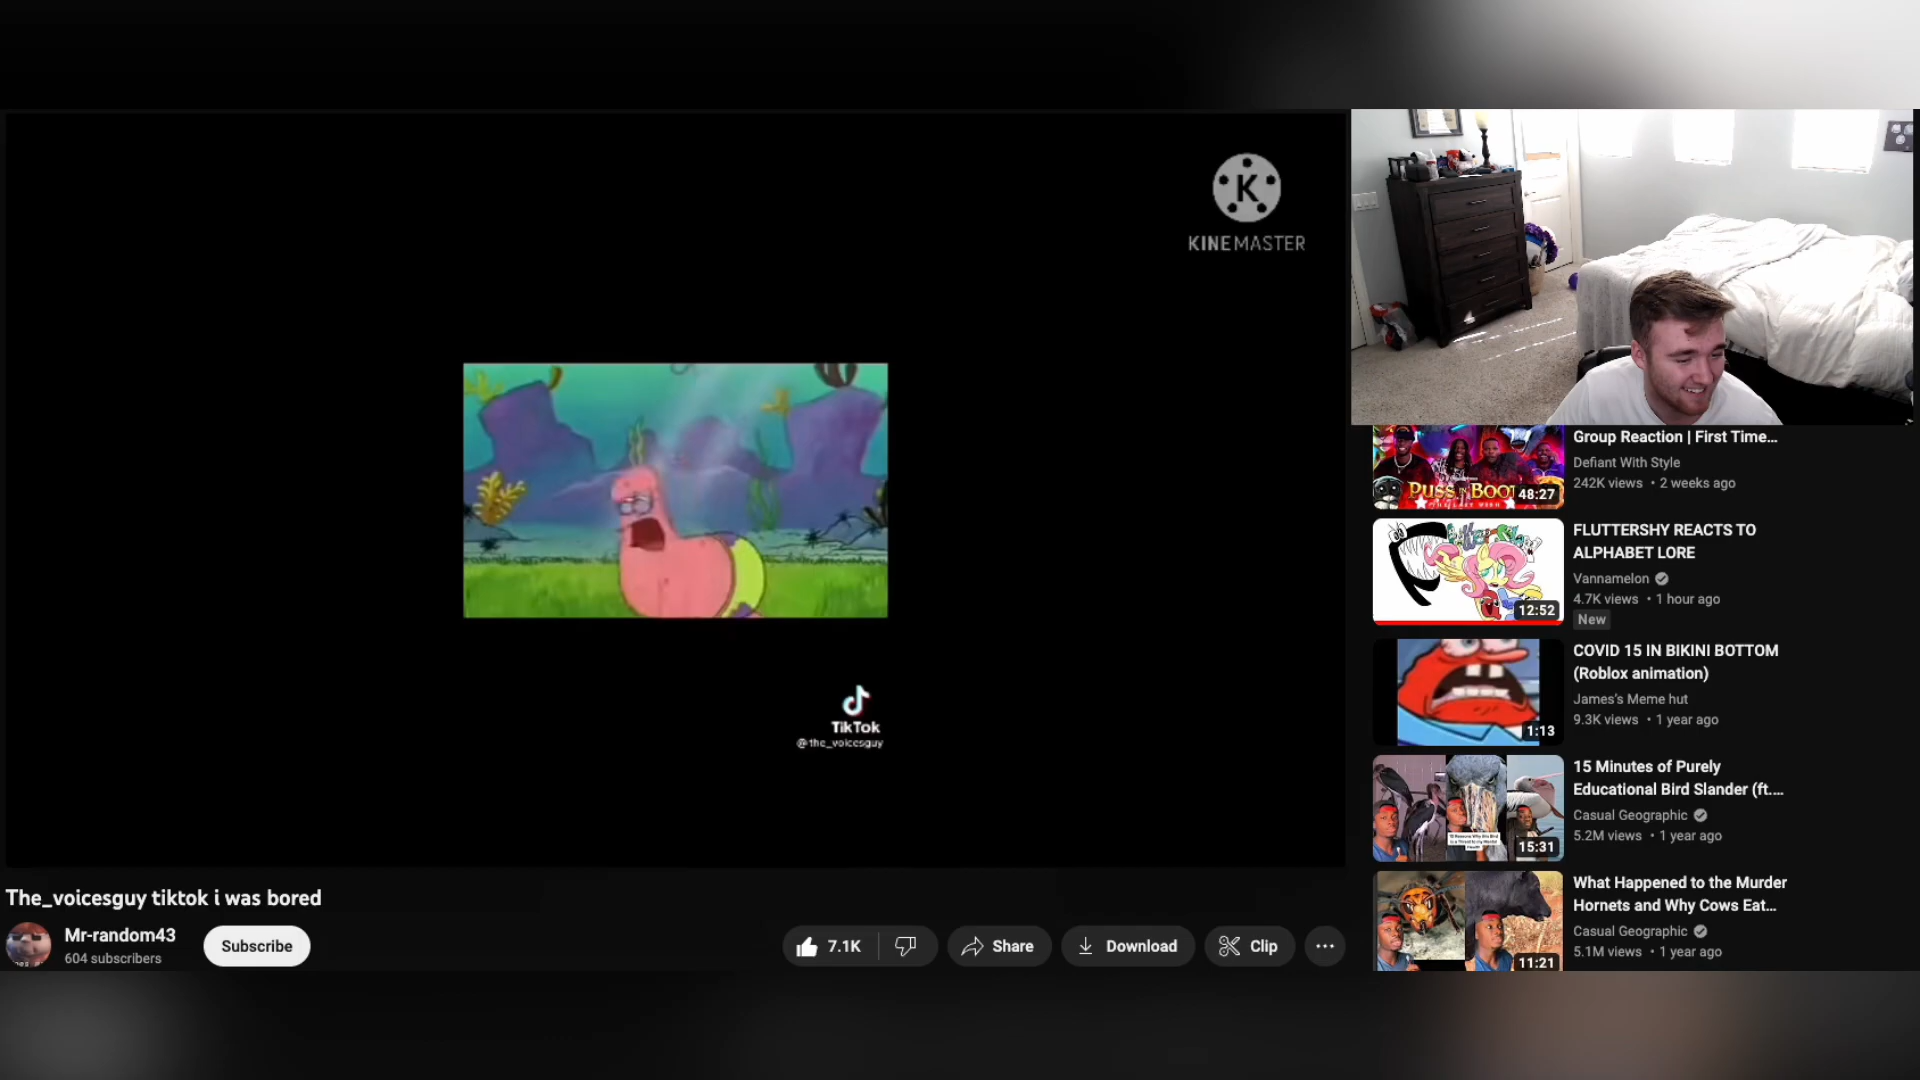 KINEMASTER
TikTok
@the_voicesguy
The_voicesguy tiktok i was bored
Mr-random43
604 subscribers
Subscribe
7.1K
Share
Download
Clip
Group Reaction | First Time...
Defiant With Style
242K views • 2 weeks ago
PUSS IN BOO
48:27
FLUTTERSHY REACTS TO
ALPHABET LORE
Vannamelon
4.7K views • 1 hour ago
New
12:52
COVID 15 IN BIKINI BOTTOM
(Roblox animation)
James's Meme hut
9.3K views • 1 year ago
1:13
15 Minutes of Purely
Educational Bird Slander (ft....
Casual Geographic
5.2M views • 1 year ago
15:31
What Happened to the Murder
Hornets and Why Cows Eat...
Casual Geographic
5.1M views • 1 year ago
11:21